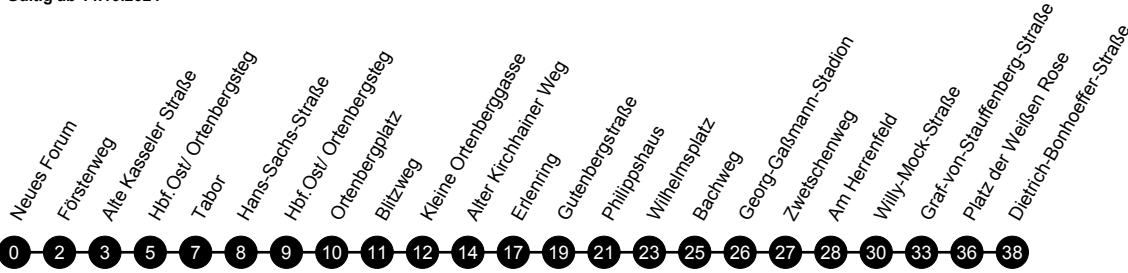 Neues Forum
Försterweg
Alte Kasseler Straße
Hbf.Ost/ Ortenbergsteg
Tabor
Hans-Sachs-Straße
Hbf.Ost/ Ortenbergsteg
Ortenbergplatz
Blitzweg
Kleine Ortenberggasse
Alter Kirchhainer Weg
Erlenring
Gutenbergstraße
Philippshaus
Wilhelmsplatz
Bachweg
Georg-Gaßmann-Stadion
Zwetschenweg
Am Herrenfeld
Willy-Mock-Straße
Graf-von-Stauffenberg-Straße
Platz der Weißen Rose
Dietrich-Bonhoeffer-Straße
0 2 3 5 7 8 9 10 11 12 14 17 19 21 23 25 26 27 28 30 33 36 38